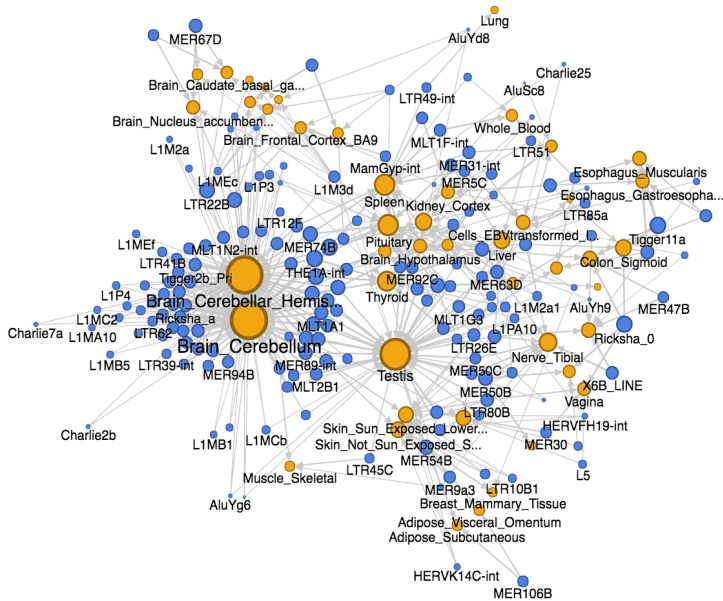 Lung
MER67D
AluYd8
Charlie25
Brain_Caudate_basal_ga...
AluSc8
LTR49-int
Brain_Nucleus_accumben...
Whole_Blood
Brain_Frontal_Cortex_BA9
MLT1F-int
L1M2a
LTR51
MER31-int
MamGyp-int
Esophagus_Muscularis
L1MEc
L1P3
L1M3d
MER5C
Esophagus_Gastroesopha...
Spleen
Kidney_Cortex
LTR22B
LTR85a
LTR12F
Cells_EBVtransformed_l...
Tigger11a
L1MEf
MLT1N2-int
MER74B
Pituitary
Liver
Brain_Hypothalamus
Colon_Sigmoid
LTR41B
Tigger2b_Pri
THE1A-int
MER92C
MER63D
L1P4
Thyroid
Brain_Cerebellar_Hemis...
L1M2a1
AluYh9
MER47B
L1MC2
Ricksha_a
MLT1A1
MLT1G3
L1PA10
Charlie7a
L1MA10
LTR62
Ricksha_0
Brain_Cerebellum
LTR26E
L1MB5
LTR39-int
MER89-int
Nerve_Tibial
MER94B
Testis
MER50C
MLT2B1
X6B_LINE
MER50B
Vagina
LTR80B
HERVFH19-int
Skin_Sun_Exposed_Lower...
Charlie2b
L1MB1
L1MCb
Skin_Not_Sun_Exposed_S...
MER30
MER54B
LTR45C
Muscle_Skeletal
L5
MER9a3
LTR10B1
AluYg6
Breast_Mammary_Tissue
Adipose_Visceral_Omentum
Adipose_Subcutaneous
HERVK14C-int
MER106B